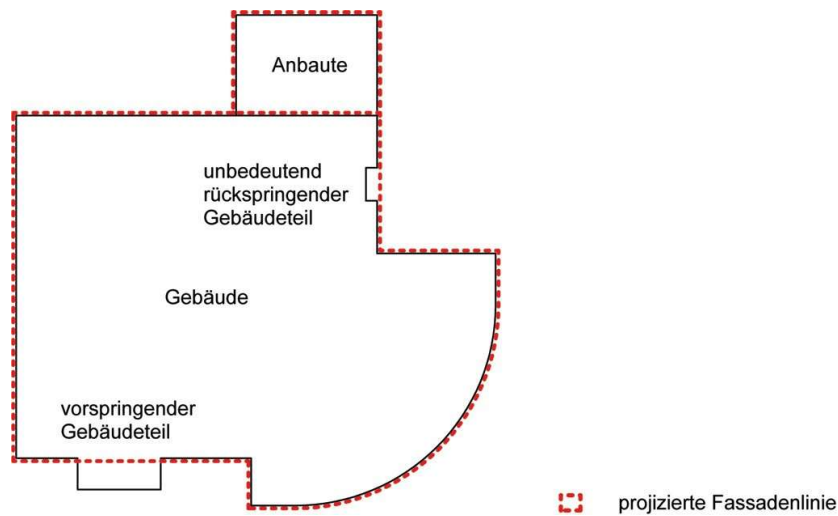 Anbaute
unbedeutend
rückspringender
Gebäudeteil
Gebäude
vorspringender
Gebäudeteil
projizierte Fassadenlinie